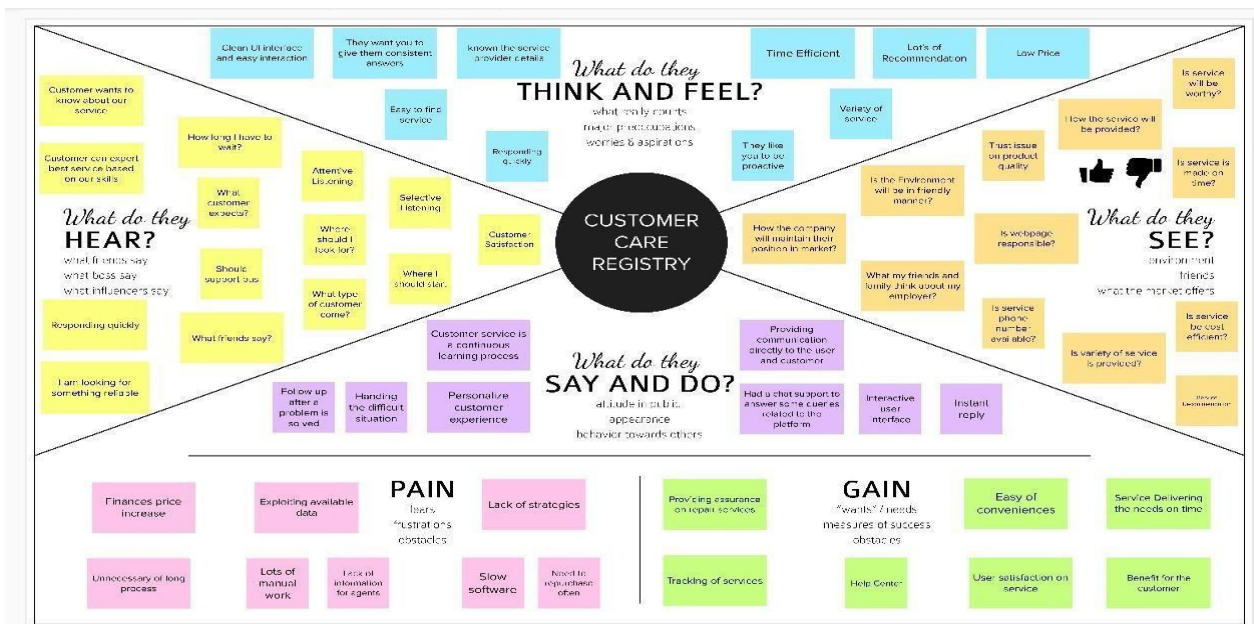 Clean UI interface
and easy interaction
They want you to
give them consistent
answers
known the service
provider details
Easy to find
service
Responding
quickly
What do they
THINK AND FEEL?
what really counts
major preoccupations
worries & aspirations
Time Efficient
Lot's of
Recommendation
Low Price
Variety of
service
They like
you to be
proactive
Customer wants to
know about our
service
How long I have to
wait?
Customer can expert
best service based
on our skills
What
customer
expects?
Attentive
Listening
Selective
Listening
Where
should I
look for?
Customer
Satisfaction
What do they
HEAR?
what friends say
what boss say
what influencers say
Should
support bus
Where I
should star.
What type
of customer
come?
Responding quickly
What friends say?
I am looking for
something reliable
CUSTOMER
CARE
REGISTRY
Is service
will be
worthy?
How the service will
be provided?
Trust issue
on product
quality
Is service is
made on
time?
Is the Environment
will be in friendly
manner?
How the company
will maintain their
position in market?
Is webpage
responsible?
What do they
SEE?
environment
friends
what the market offers
What my friends and
family think about my
employer?
Is service
phone
number
available?
Is service
be cost
efficient?
Is variety of service
is provided?
Customer service is
a continuous
learning process
Follow up
after a
problem is
solved
Handing
the difficult
situation
Personalize
customer
experience
What do they
SAY AND DO?
attitude in public
appearance
behavior towards others
Providing
communication
directly to the user
and customer
Had a chat support to
answer some queries
related to the
platform
Interactive
user
interface
Instant
reply
PAIN
fears
frustrations
obstacles
Finances price
increase
Exploiting available
data
Lack of strategies
Unnecessary of long
process
Lots of
manual
work
Lack of
information
for agents
Slow
software
Need to
repurchase
often
GAIN
"wants" / needs
measures of success
obstacles
Providing assurance
on repair services
Easy of
conveniences
Service Delivering
the needs on time
Tracking of services
Help Center
User satisfaction on
service
Benefit for the
customer